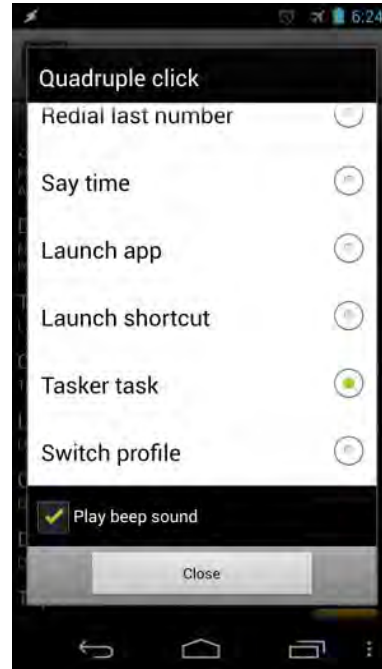 6:24
Quadruple click
Redial last number
Say time
Launch app
Launch shortcut
Tasker task
Switch profile
Play beep sound
Close